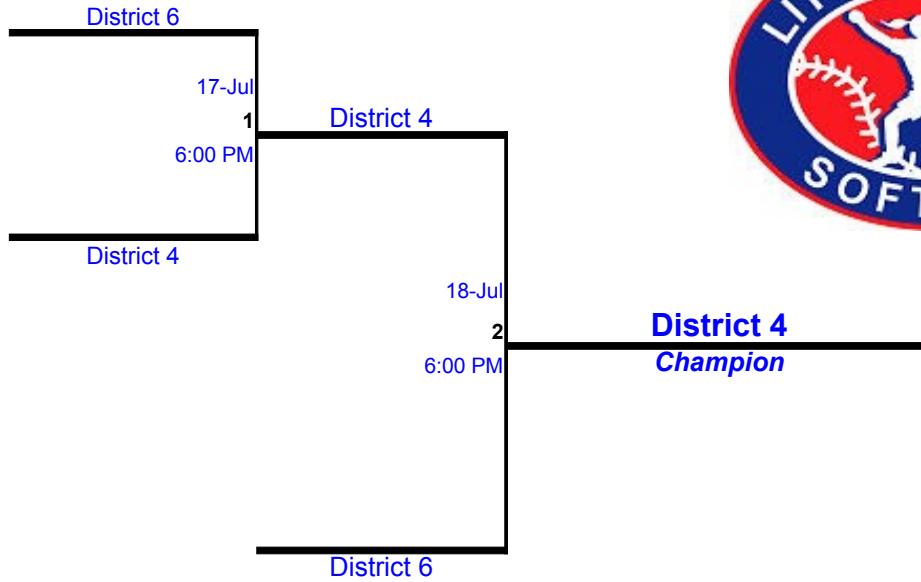 District 6
17-Jul
1
District 4
6:00 PM
District 4
18-Jul
2
District 4
6:00 PM
Champion
District 6